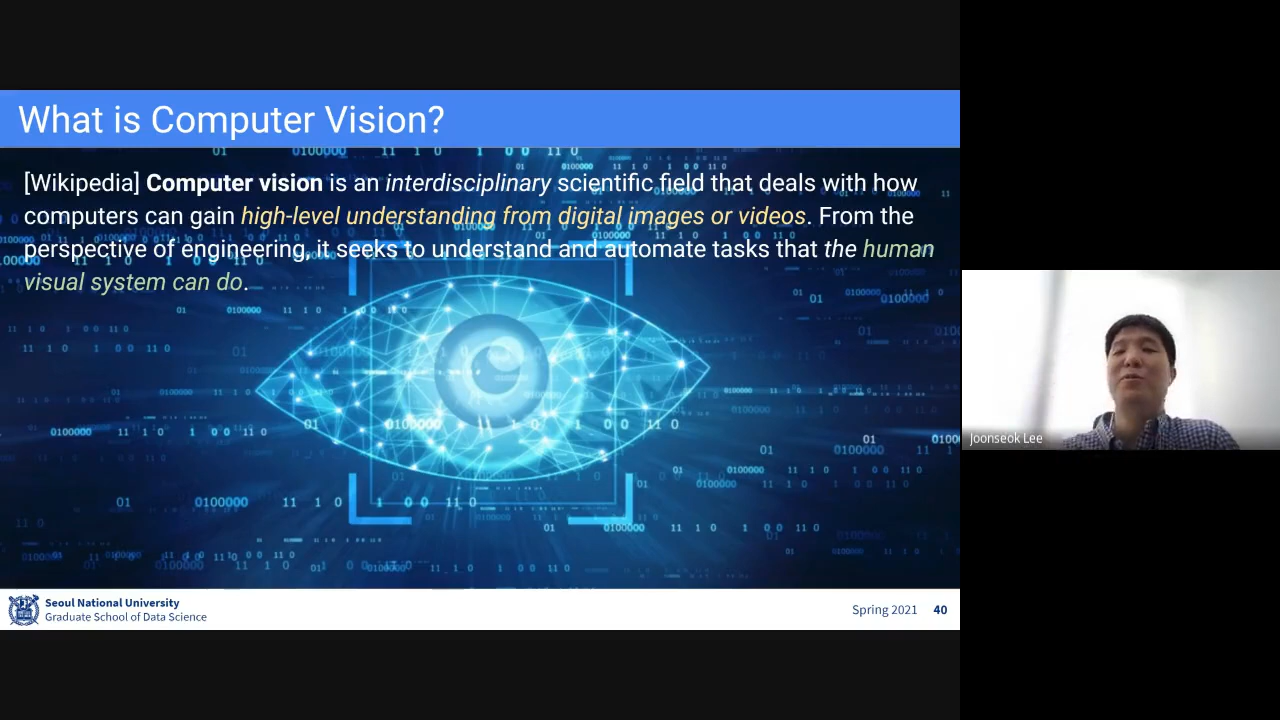 What is Computer Vision?
[Wikipedia] Computer vision is an interdisciplinary scientific field that deals with how
computers can gain high-level understanding from digital images or videos. From the
perspective of engineering, it seeks to understand and automate tasks that the human
visual system can do.
Joonseok Lee
Seoul National University
Graduate School of Data Science
Spring 2021 40